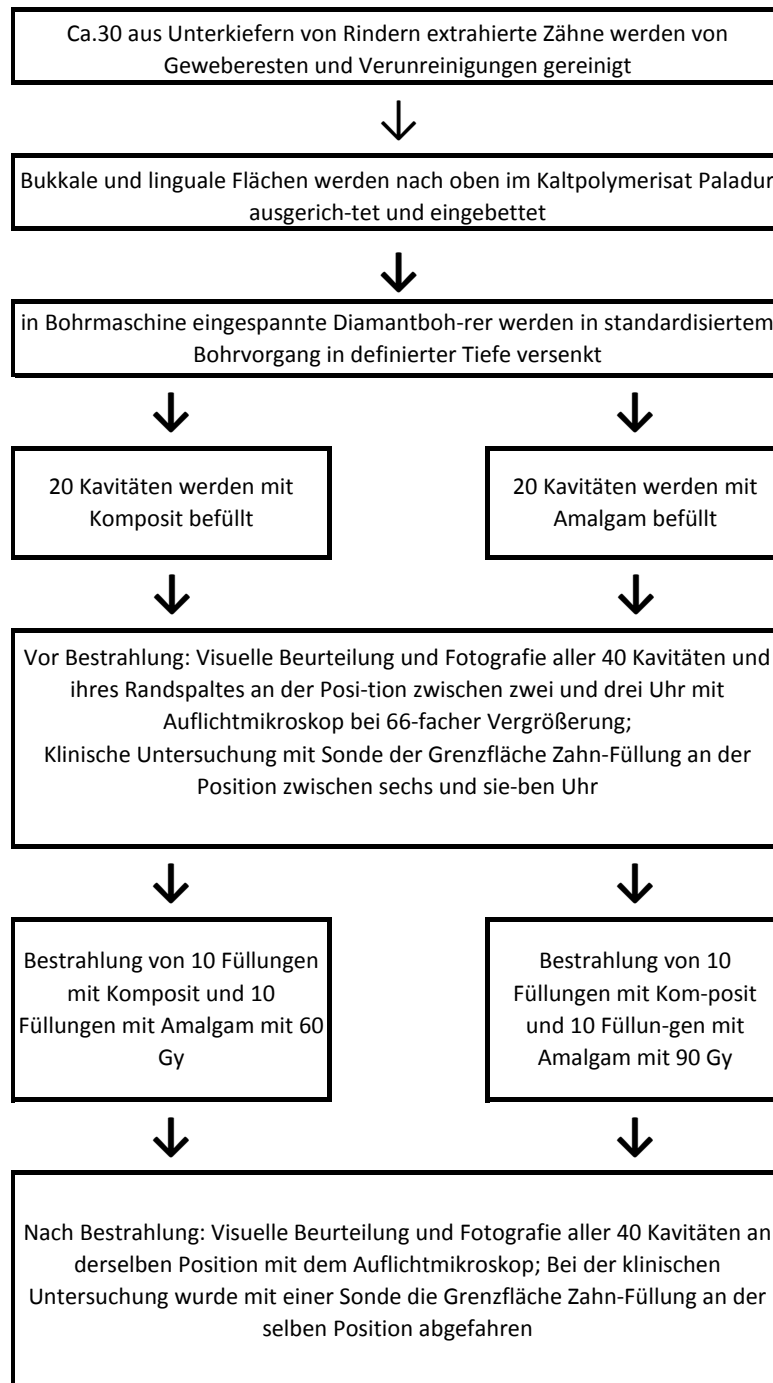 Ca.30 aus Unterkiefern von Rindern extrahierte Zähne werden von
Geweberesten und Verunreinigungen gereinigt
Bukkale und linguale Flächen werden nach oben im Kaltpolymerisat Paladur
ausgerich-tet und eingebettet
in Bohrmaschine eingespannte Diamantboh-rer werden in standardisiertem
Bohrvorgang in definierter Tiefe versenkt
20 Kavitäten werden mit
Komposit befüllt
20 Kavitäten werden mit
Amalgam befüllt
Vor Bestrahlung: Visuelle Beurteilung und Fotografie aller 40 Kavitäten und
ihres Randspaltes an der Posi-tion zwischen zwei und drei Uhr mit
Auflichtmikroskop bei 66-facher Vergrößerung;
Klinische Untersuchung mit Sonde der Grenzfläche Zahn-Füllung an der
Position zwischen sechs und sie-ben Uhr
Bestrahlung von 10 Füllungen
mit Komposit und 10
Füllungen mit Amalgam mit 60
Gy
Bestrahlung von 10
Füllungen mit Kom-posit
und 10 Füllun-gen mit
Amalgam mit 90 Gy
Nach Bestrahlung: Visuelle Beurteilung und Fotografie aller 40 Kavitäten an
derselben Position mit dem Auflichtmikroskop; Bei der klinischen
Untersuchung wurde mit einer Sonde die Grenzfläche Zahn-Füllung an der
selben Position abgefahren